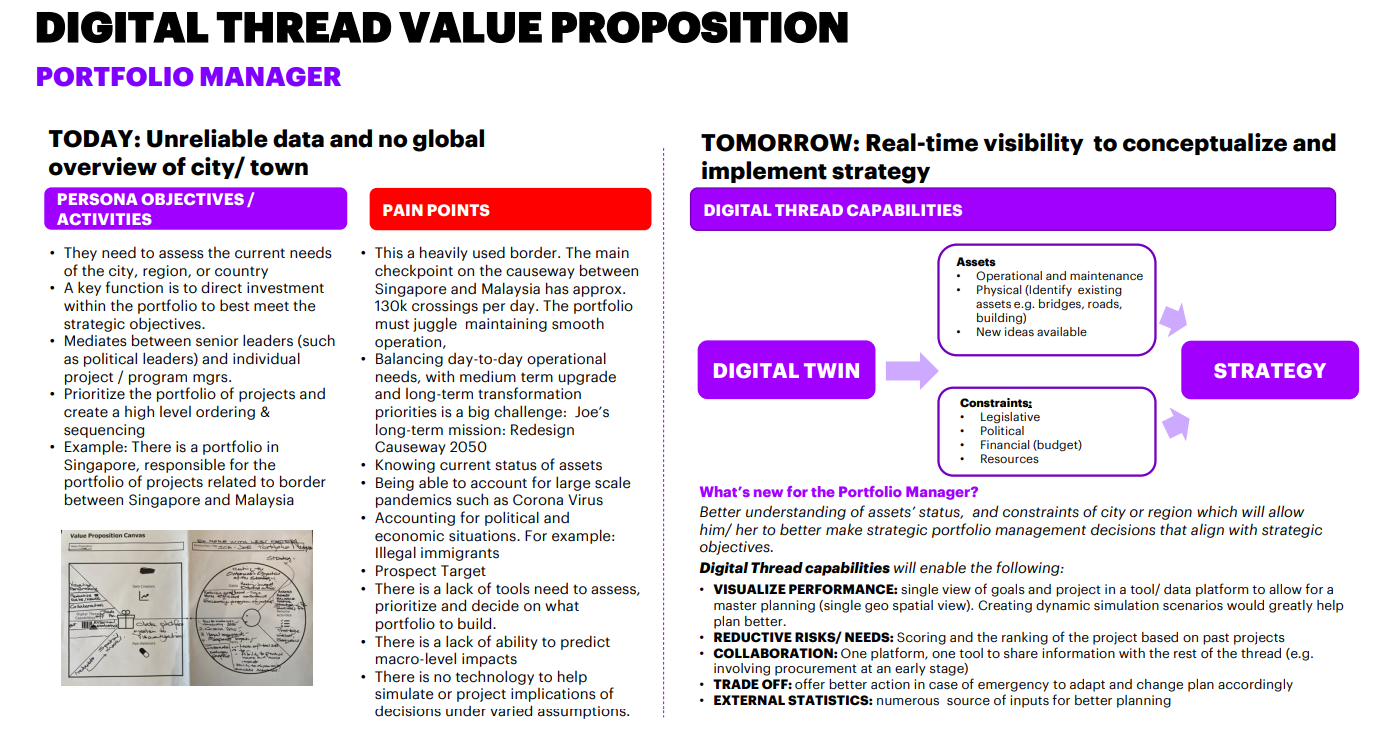 DIGITAL THREAD VALUE PROPOSITION
PORTFOLIO MANAGER
TODAY: Unreliable data and no global
overview of city/ town
PERSONA OBJECTIVES /
ACTIVITIES
• They need to assess the current needs
of the city, region, or country
• A key function is to direct investment
within the portfolio to best meet the
strategic objectives.
• Mediates between senior leaders (such
as political leaders) and individual
project / program mgrs.
• Prioritize the portfolio of projects and
create a high level ordering &
sequencing
• Example: There is a portfolio in
Singapore, responsible for the
portfolio of projects related to border
between Singapore and Malaysia
Value Proposition Canvas
PAIN POINTS
• This a heavily used border. The main
checkpoint on the causeway between
Singapore and Malaysia has approx.
130k crossings per day. The portfolio
must juggle  maintaining smooth
operation,
• Balancing day-to-day operational
needs, with medium term upgrade
and long-term transformation
priorities is a big challenge:  Joe's
long-term mission: Redesign
Causeway 2050
• Knowing current status of assets
• Being able to account for large scale
pandemics such as Corona Virus
• Accounting for political and
economic situations. For example:
Illegal immigrants
• Prospect Target
• There is a lack of tools need to assess,
prioritize and decide on what
portfolio to build.
• There is a lack of ability to predict
macro-level impacts
• There is no technology to help
simulate or project implications of
decisions under varied assumptions.
TOMORROW: Real-time visibility  to conceptualize and
implement strategy
DIGITAL THREAD CAPABILITIES
DIGITAL TWIN
Assets
• Operational and maintenance
• Physical (Identify  existing
assets e.g. bridges, roads,
building)
• New ideas available
Constraints:
• Legislative
• Political
• Financial (budget)
• Resources
STRATEGY
What's new for the Portfolio Manager?
Better understanding of assets' status,  and constraints of city or region which will allow
him/ her to better make strategic portfolio management decisions that align with strategic
objectives.
Digital Thread capabilities will enable the following:
• VISUALIZE PERFORMANCE: single view of goals and project in a tool/ data platform to allow for a
master planning (single geo spatial view). Creating dynamic simulation scenarios would greatly help
plan better.
• REDUCTIVE RISKS/ NEEDS: Scoring and the ranking of the project based on past projects
• COLLABORATION: One platform, one tool to share information with the rest of the thread (e.g.
involving procurement at an early stage)
• TRADE OFF: offer better action in case of emergency to adapt and change plan accordingly
• EXTERNAL STATISTICS: numerous  source of inputs for better planning